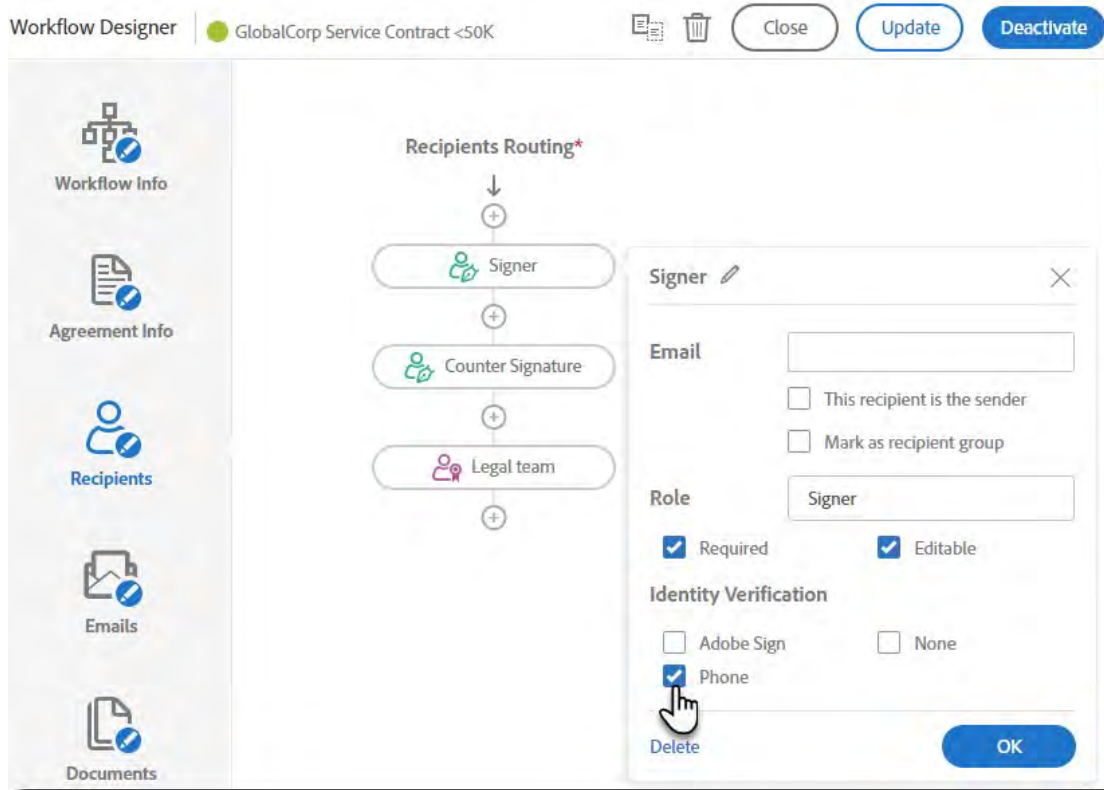 Workflow Designer
GlobalCorp Service Contract <50K
Close
Update
Deactivate
Workflow Info
Agreement Info
Recipients
Emails
Documents
Recipients Routing*
Signer
Counter Signature
Legal team
Signer
Email
This recipient is the sender
Mark as recipient group
Role
Signer
Required
Editable
Identity Verification
Adobe Sign
None
Phone
Delete
OK